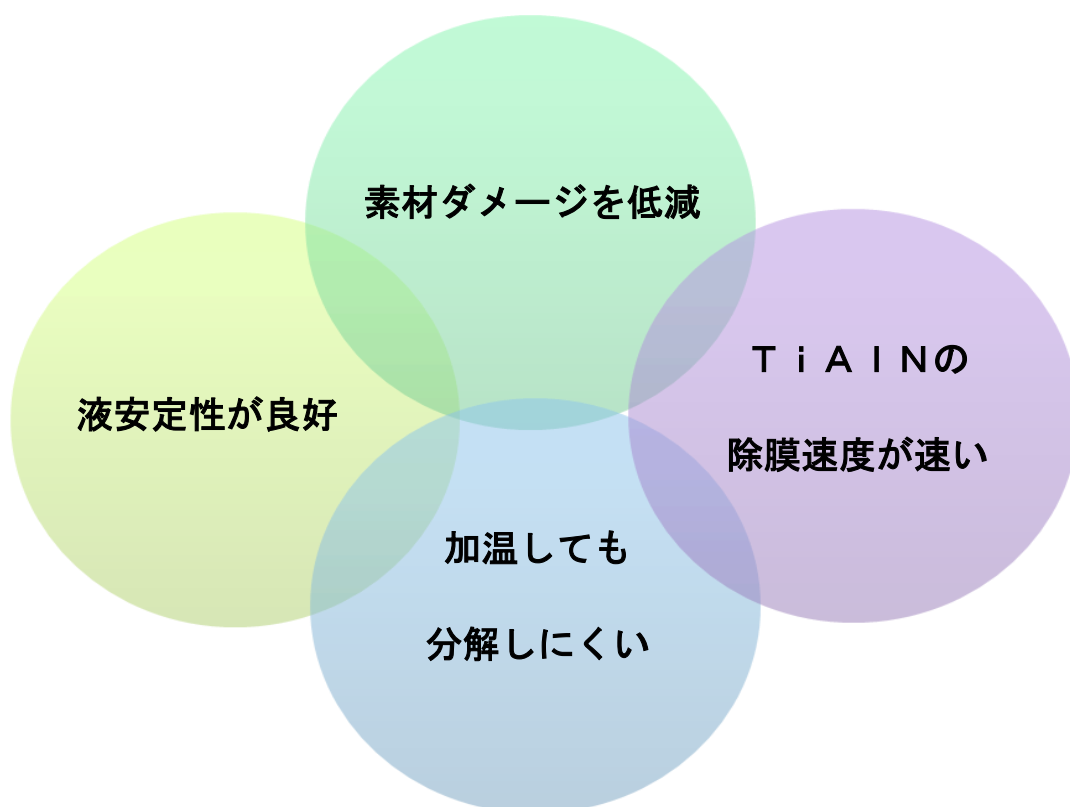 素材ダメージを低減
液安定性が良好
ＴｉＡｌＮの
除膜速度が速い
加温しても
分解しにくい